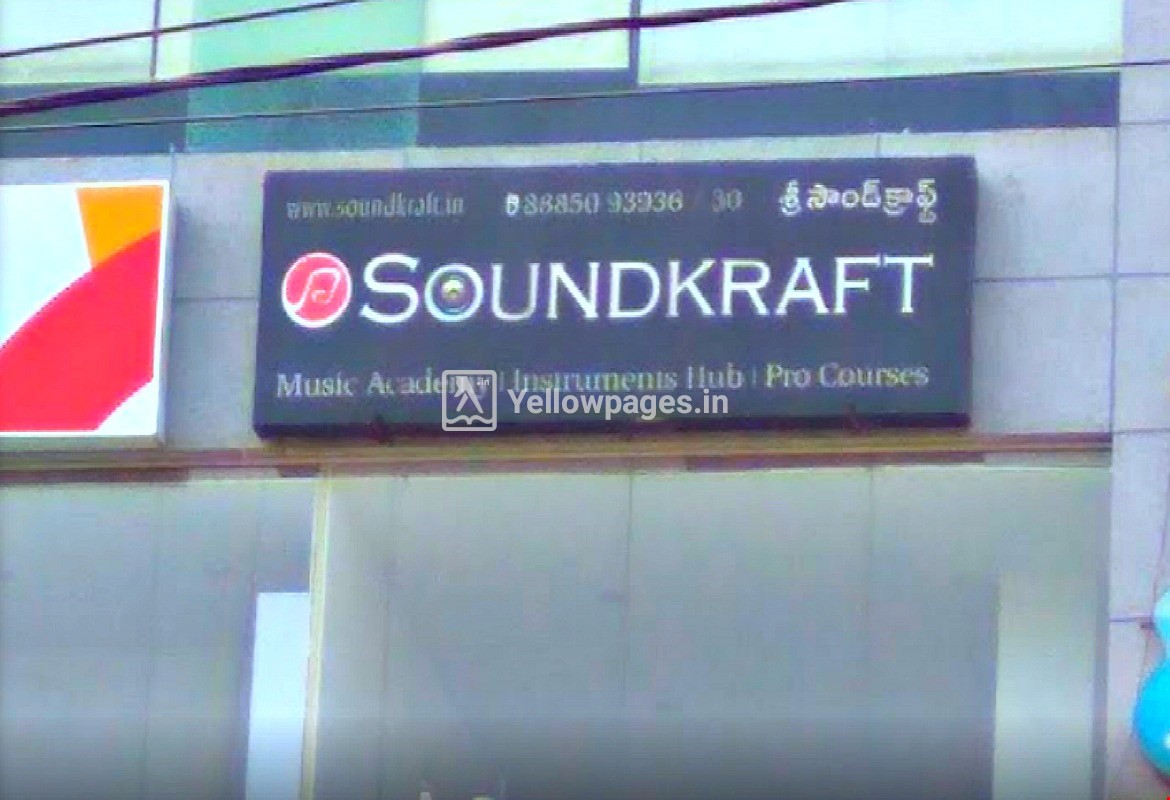 www.soundkraft.in 88850 93936 / 30 శ్రీ సౌండ్ క్రాఫ్ట్
SOUNDKRAFT
Music Academy | Instruments Hub | Pro Courses
Yellowpages.in